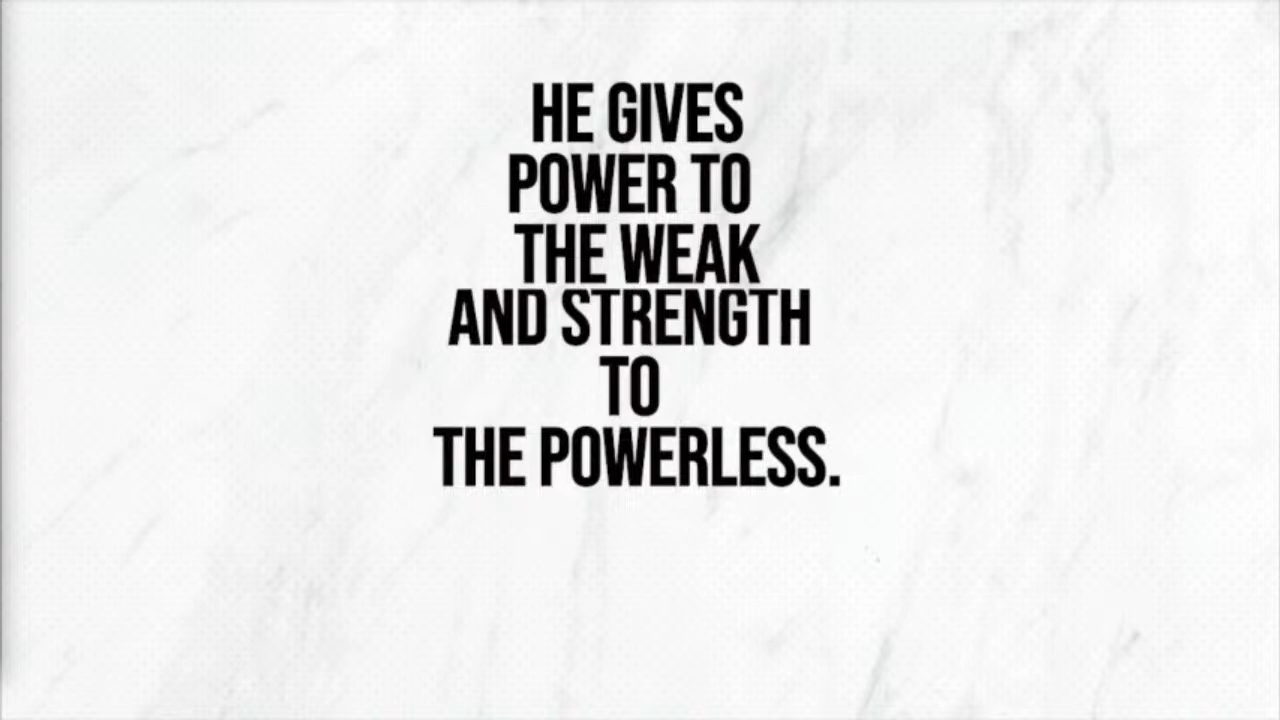 HE GIVES
POWER TO
THE WEAK
AND STRENGTH
TO
THE POWERLESS.